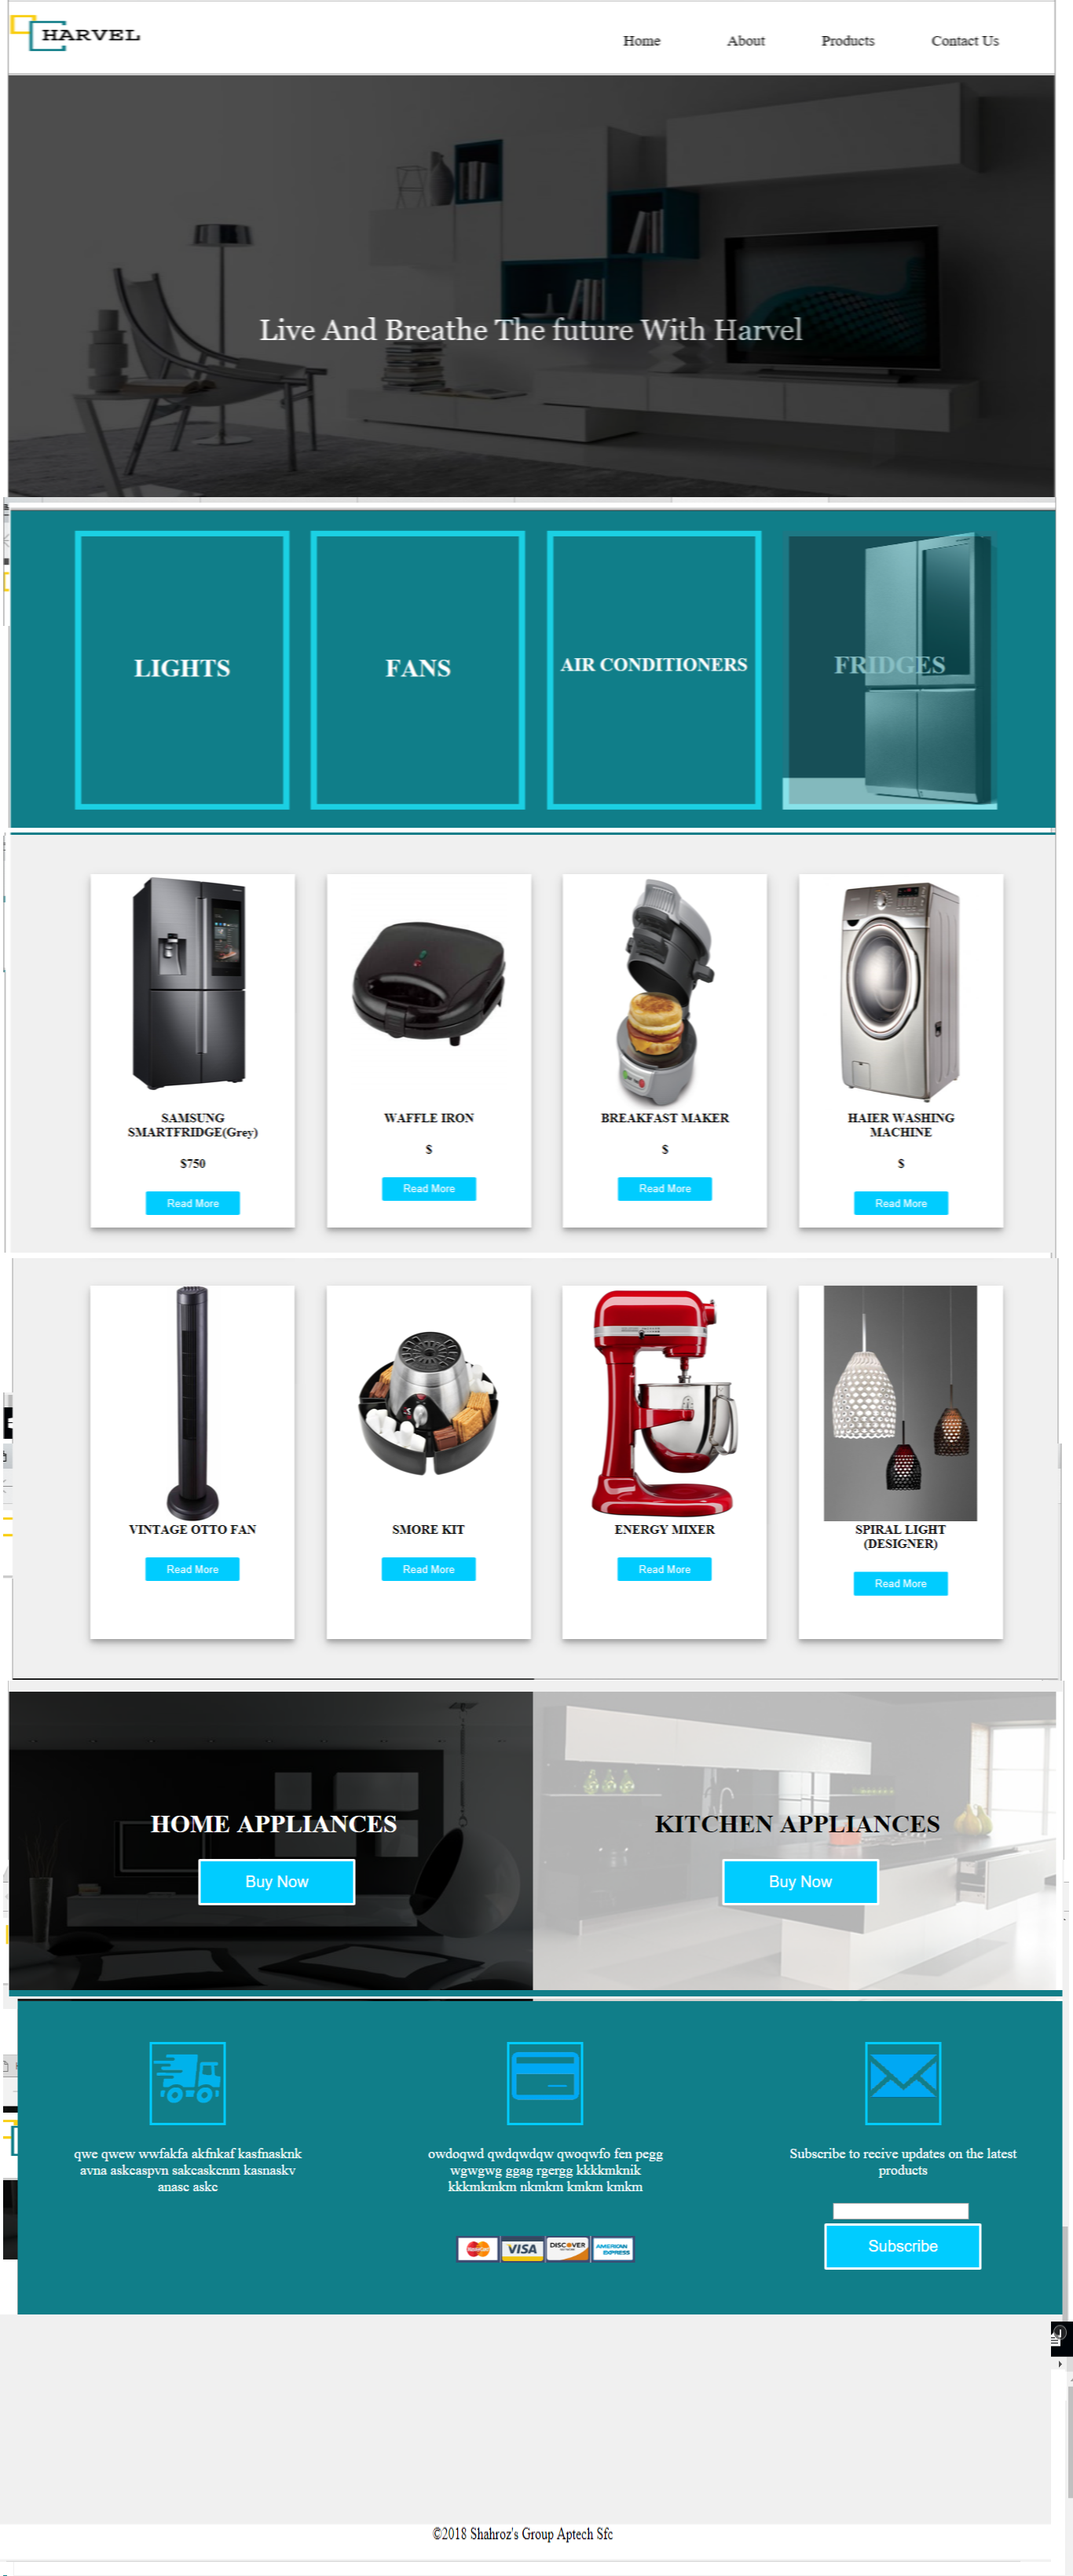 HARVEL
Home About Products Contact Us
Live And Breathe The future With Harvel
LIGHTS
FANS
AIR CONDITIONERS
FRIDGES
SAMSUNG
SMARTFRIDGE(Grey)
$750
Read More
WAFFLE IRON
$
Read More
BREAKFAST MAKER
$
Read More
HAIER WASHING
MACHINE
$
Read More
VINTAGE OTTO FAN
Read More
SMORE KIT
Read More
ENERGY MIXER
Read More
SPIRAL LIGHT
(DESIGNER)
Read More
HOME APPLIANCES
Buy Now
KITCHEN APPLIANCES
Buy Now
qwe qwew wwfakfa akfnkaf kasfnasknk
avna askcaspvn sakcaskcnm kasnaskv
anasc askc
owdoqwd qwdqwdqw qwoqwfo fen pegg
wgwgwg ggag rgergg kkkkmknik
kkkmkmkm nkmkm kmkm kmkm
MasterCard VISA DISCOVER AMERICAN EXPRESS
Subscribe to recive updates on the latest
products
Subscribe
©2018 Shahroz's Group Aptech Sfc